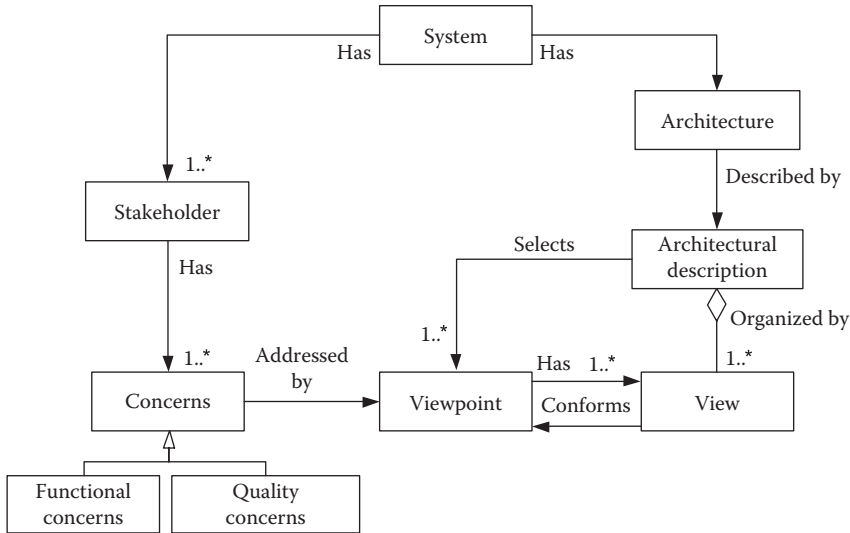 System
Has
Has
Architecture
1..*
Described by
Stakeholder
Selects
Architectural
description
Has
Organized by
1..*
1..*
Addressed
by
Has
1..*
1..*
Concerns
Viewpoint
Conforms
View
Functional
concerns
Quality
concerns